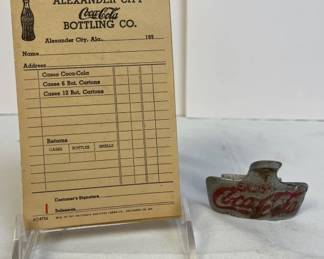 ALEXANDER CITY
Coca-Cola
BOTTLING CO.
Alexander City, Ala.
Name
Address
Cases Coca-Cola
Cases 6 Bot. Cartons
Cases 12 Bot. Cartons
Returns
CASES BOTTLES SHELLS
Customer's Signature
Salesman
Coca-Cola